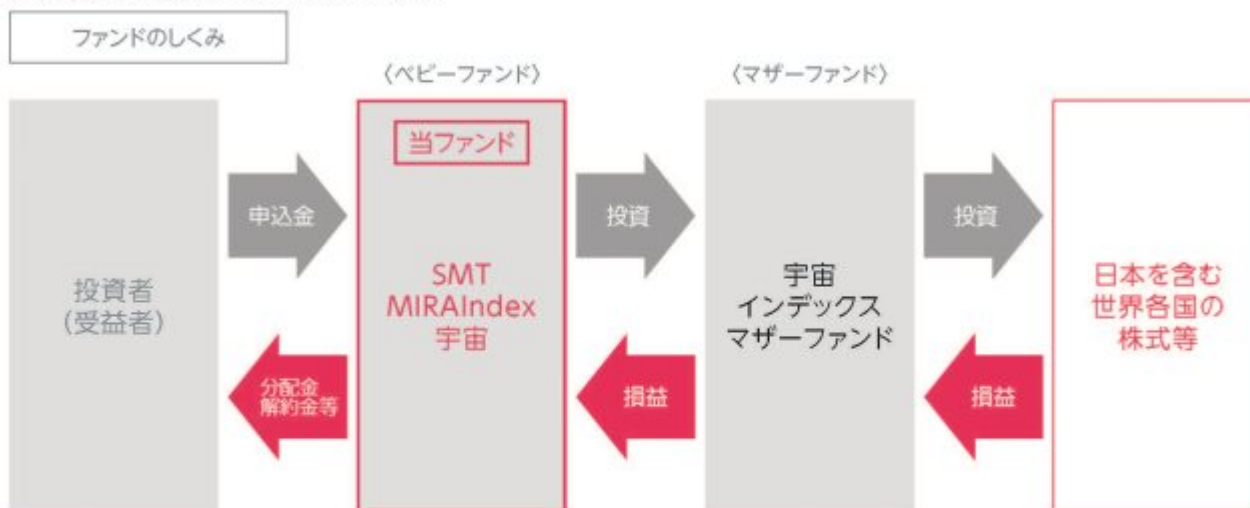 ファンドのしくみ
〈ベビーファンド〉
〈マザーファンド〉
投資者
(受益者)
申込金
分配金
解約金等
当ファンド
SMT
MIRAIndex
宇宙
投資
損益
宇宙
インデックス
マザーファンド
投資
損益
日本を含む
世界各国の
株式等